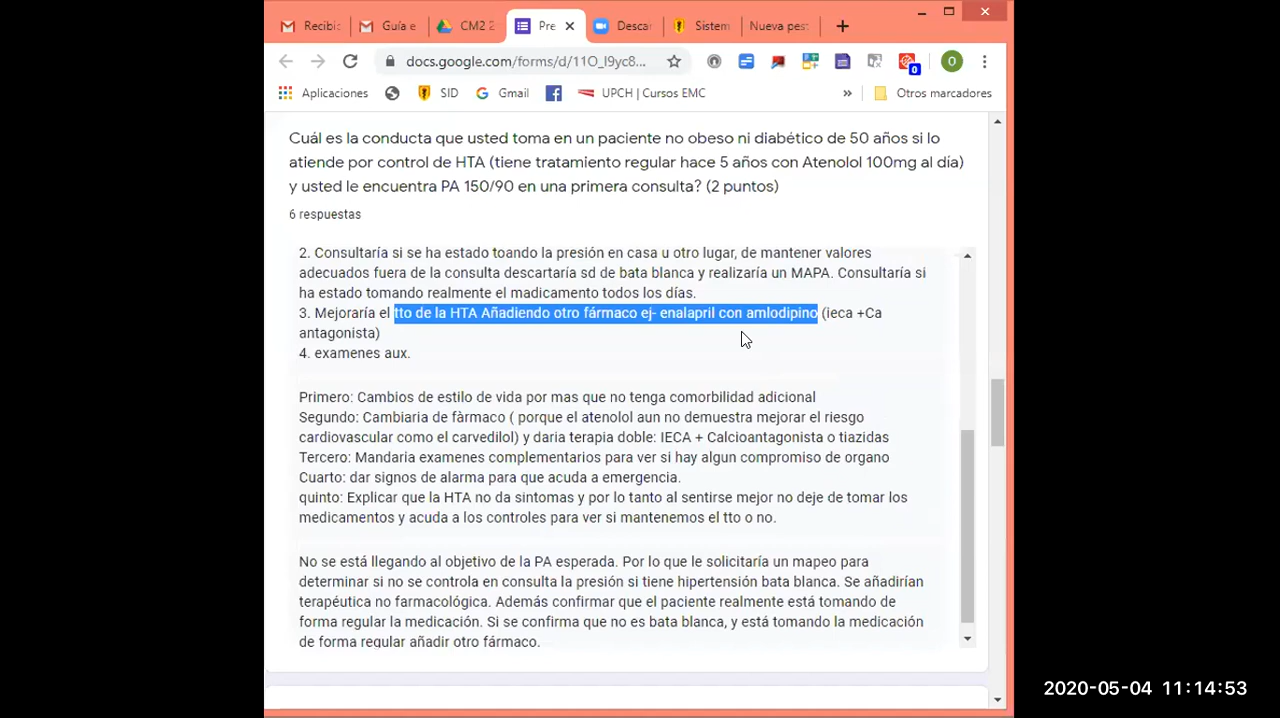 Recibi
Guía e
CM2 2
Pre
Desca
Sistem
Nueva pes
docs.google.com/forms/d/11O_I9yc8...
0
O
Aplicaciones
SID
Gmail
UPCH | Cursos EMC
»
Otros marcadores
Cuál es la conducta que usted toma en un paciente no obeso ni diabético de 50 años si lo
atiende por control de HTA (tiene tratamiento regular hace 5 años con Atenolol 100mg al día)
y usted le encuentra PA 150/90 en una primera consulta? (2 puntos)
6 respuestas
2. Consultaría si se ha estado toando la presión en casa u otro lugar, de mantener valores
adecuados fuera de la consulta descartaría sd de bata blanca y realizaría un MAPA. Consultaría si
ha estado tomando realmente el madicamento todos los días.
3. Mejoraría el tto de la HTA Añadiendo otro fármaco ej- enalapril con amlodipino (ieca +Ca
antagonista)
4. examenes aux.
Primero: Cambios de estilo de vida por mas que no tenga comorbilidad adicional
Segundo: Cambiaria de fàrmaco ( porque el atenolol aun no demuestra mejorar el riesgo
cardiovascular como el carvedilol) y daria terapia doble: IECA + Calcioantagonista o tiazidas
Tercero: Mandaria examenes complementarios para ver si hay algun compromiso de organo
Cuarto: dar signos de alarma para que acuda a emergencia.
quinto: Explicar que la HTA no da sintomas y por lo tanto al sentirse mejor no deje de tomar los
medicamentos y acuda a los controles para ver si mantenemos el tto o no.
No se está llegando al objetivo de la PA esperada. Por lo que le solicitaría un mapeo para
determinar si no se controla en consulta la presión si tiene hipertensión bata blanca. Se añadirían
terapéutica no farmacológica. Además confirmar que el paciente realmente está tomando de
forma regular la medicación. Si se confirma que no es bata blanca, y está tomando la medicación
de forma regular añadir otro fármaco.
2020-05-04 11:14:53